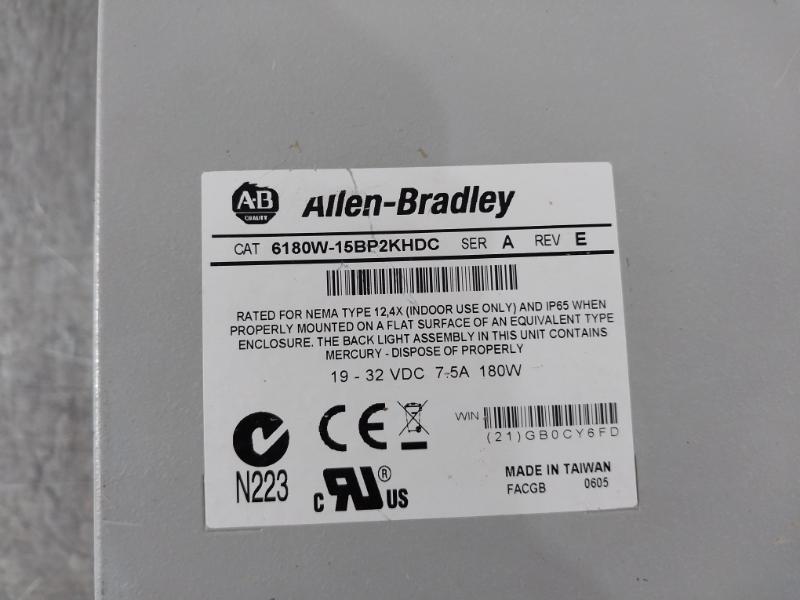 A-B
QUALITY
Allen-Bradley
CAT 6180W-15BP2KHDC SER A REV E
RATED FOR NEMA TYPE 12,4X (INDOOR USE ONLY) AND IP65 WHEN
PROPERLY MOUNTED ON A FLAT SURFACE OF AN EQUIVALENT TYPE
ENCLOSURE. THE BACK LIGHT ASSEMBLY IN THIS UNIT CONTAINS
MERCURY - DISPOSE OF PROPERLY
19 - 32 VDC 7.5A 180W
WIN
(21)GB0CY6FD
CE
N223
C UR ® US
MADE IN TAIWAN
FACGB 0605